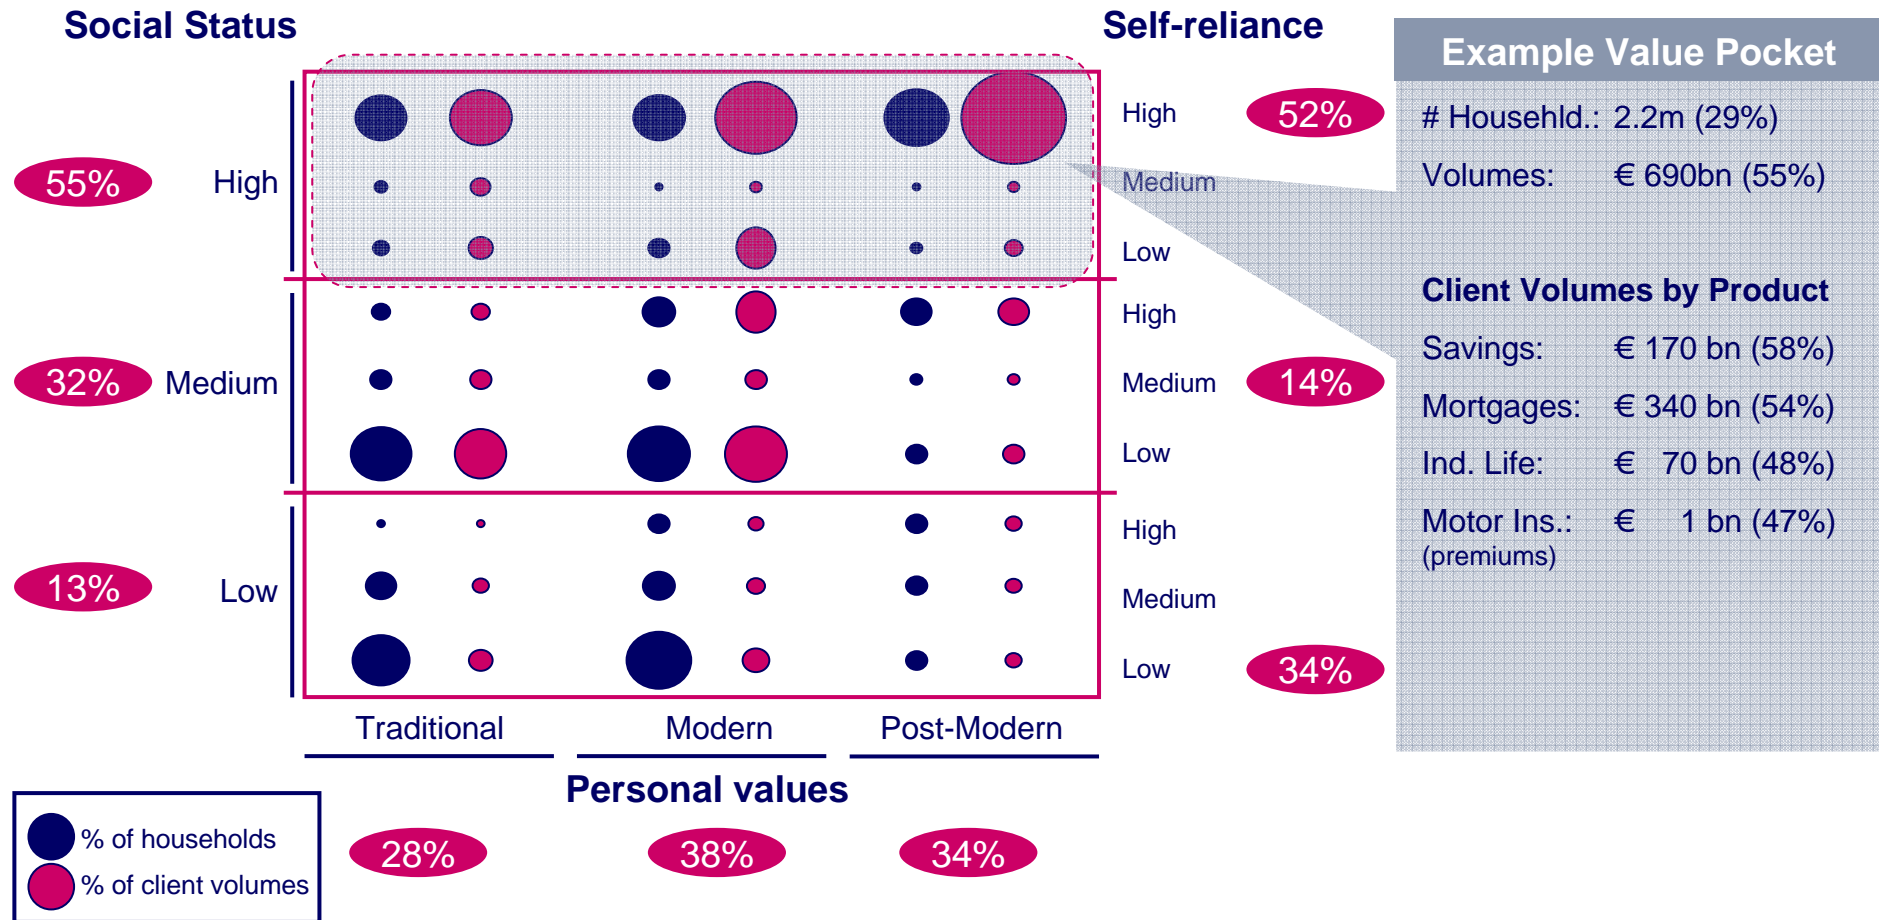 Social Status
Self-reliance
Example Value Pocket
High
52%
# Househld.: 2.2m (29%)
55%
High
Medium
Volumes: € 690bn (55%)
Low
Client Volumes by Product
High
Savings: € 170 bn (58%)
32%
Medium
Medium
14%
Mortgages: € 340 bn (54%)
Low
Ind. Life: € 70 bn (48%)
High
Motor Ins.: € 1 bn (47%)
(premiums)
13%
Low
Medium
Low
34%
Traditional
Modern
Post-Modern
Personal values
% of households
% of client volumes
28%
38%
34%